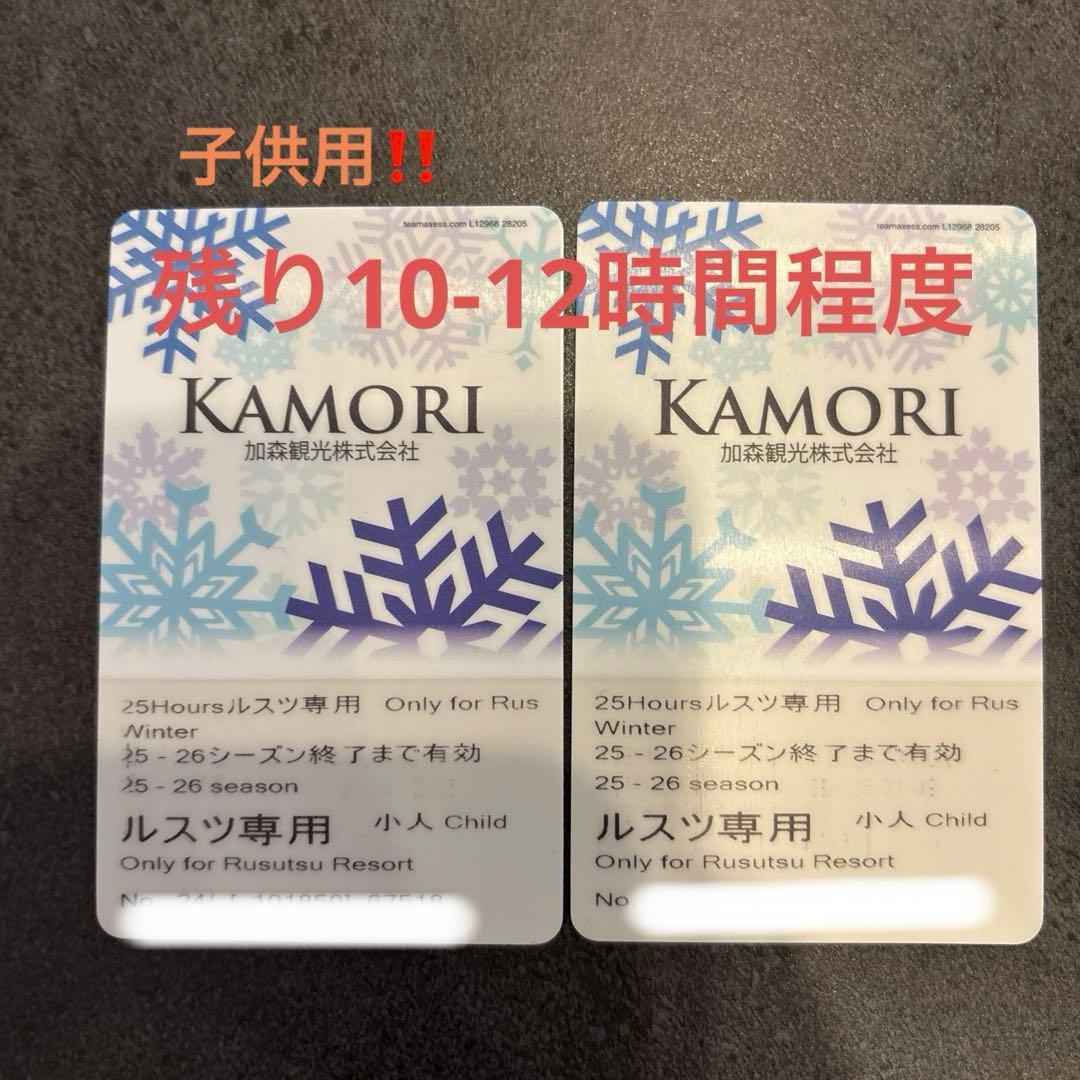 子供用‼
残り10-12時間程度
teamaxess.com L12968 28205
KAMORI
加森観光株式会社
25Hoursルスツ専用 Only for Rus
Winter
25 - 26シーズン終了まで有効
25 - 26 season
ルスツ専用 小人 Child
Only for Rusutsu Resort
No.
teamaxess.com L12968 28205
KAMORI
加森観光株式会社
25Hoursルスツ専用 Only for Rus
Winter
25 - 26シーズン終了まで有効
25 - 26 season
ルスツ専用 小人 Child
Only for Rusutsu Resort
No.